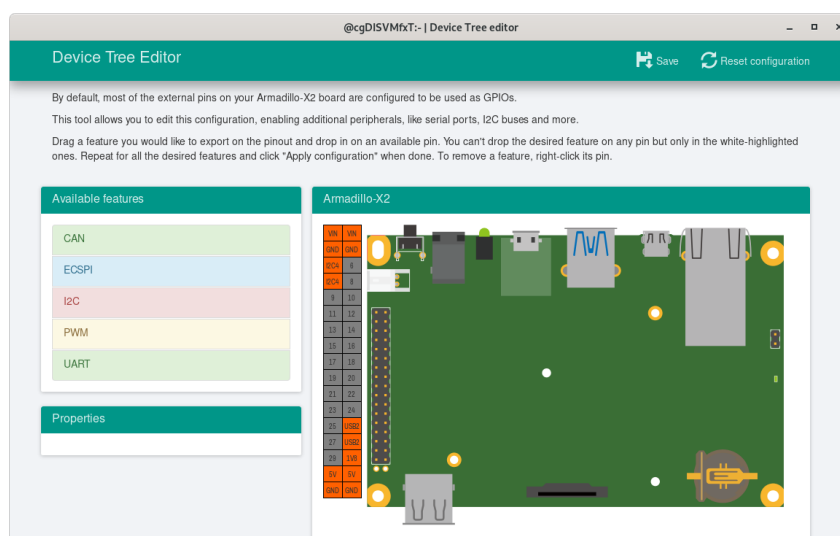 @cgDISVMfxT:- | Device Tree editor
Device Tree Editor
Save
Reset configuration
By default, most of the external pins on your Armadillo-X2 board are configured to be used as GPIOs.
This tool allows you to edit this configuration, enabling additional peripherals, like serial ports, I2C buses and more.
Drag a feature you would like to export on the pinout and drop in on an available pin. You can't drop the desired feature on any pin but only in the white-highlighted
ones. Repeat for all the desired features and click "Apply configuration" when done. To remove a feature, right-click its pin.
Available features
CAN
ECSPI
I2C
PWM
UART
Properties
Armadillo-X2
VIN VIN
GND GND
I2C4 6
I2C4 8
9 10
11 12
13 14
15 16
17 18
19 20
21 22
23 24
25 USB2
27 USB2
29 1V8
5V 5V
GND GND